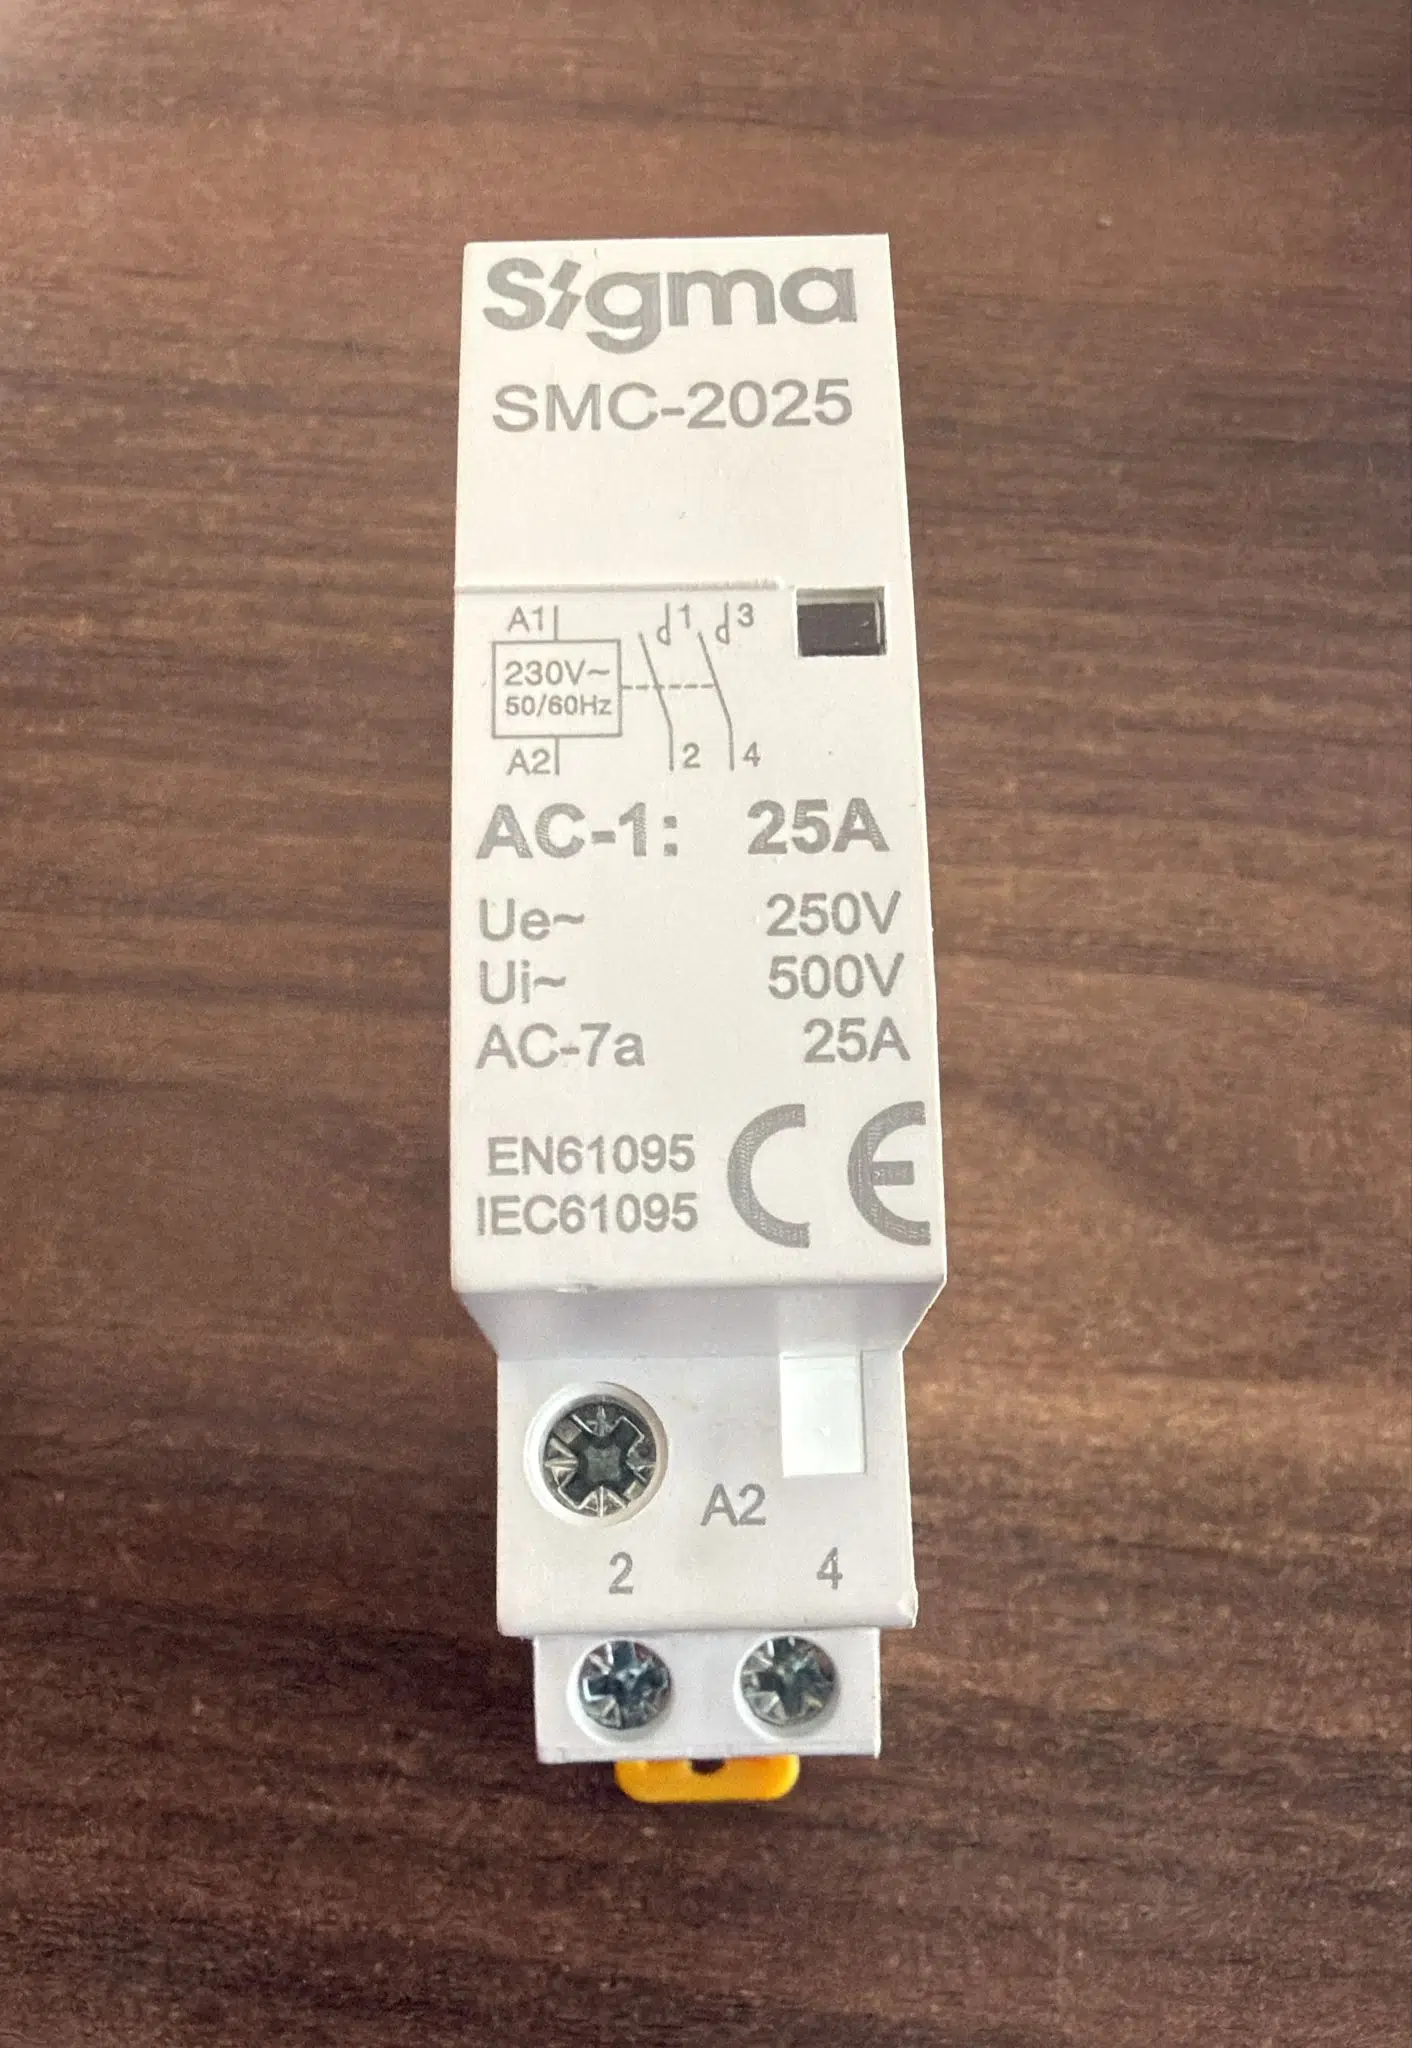 Sigma
SMC-2025
A1 1 3
230V~
50/60Hz
A2 2 4
AC-1: 25A
Ue~ 250V
Ui~ 500V
AC-7a 25A
EN61095
IEC61095
CE
A2
2 4